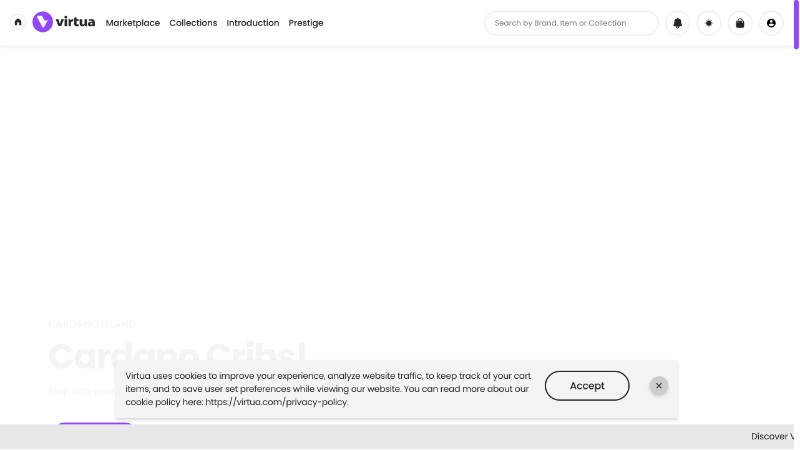 virtua Marketplace Collections Introduction Prestige Search by Brand, Item or Collection
CARDANO ISLAND
Cardano Cribs!
Step into your
Virtua uses cookies to improve your experience, analyze website traffic, to keep track of your cart
items, and to save user set preferences while viewing our website. You can read more about our
cookie policy here: https://virtua.com/privacy-policy.
Accept
Discover